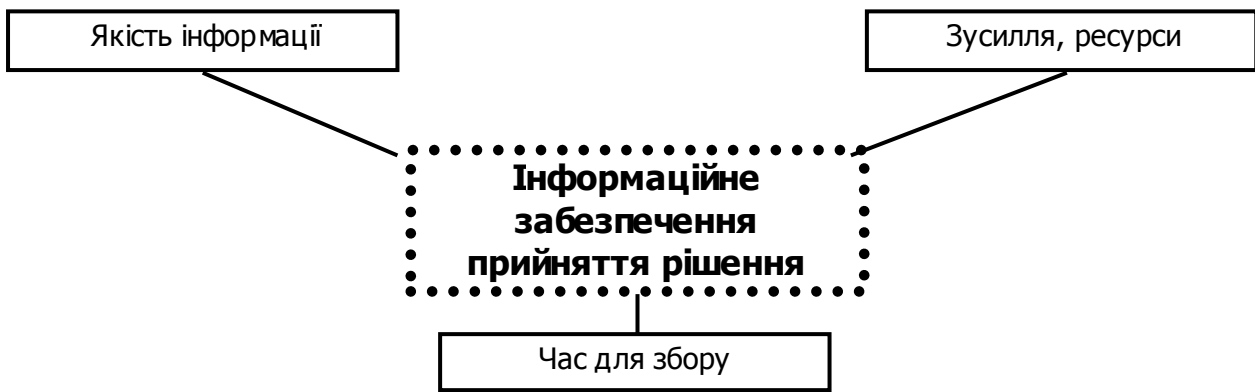 Якість інформації
Зусилля, ресурси
Інформаційне
забезпечення
прийняття рішення
Час для збору